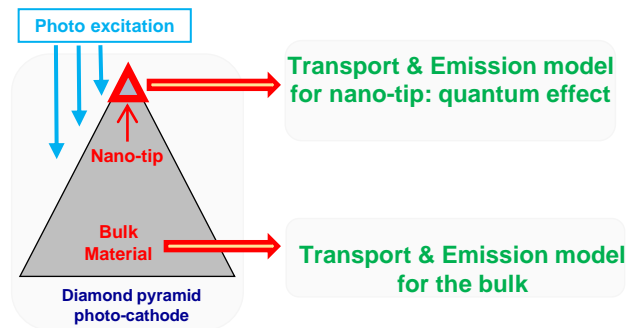 Photo excitation
Transport & Emission model
for nano-tip: quantum effect
Nano-tip
Bulk
Material
Transport & Emission model
for the bulk
Diamond pyramid
photo-cathode